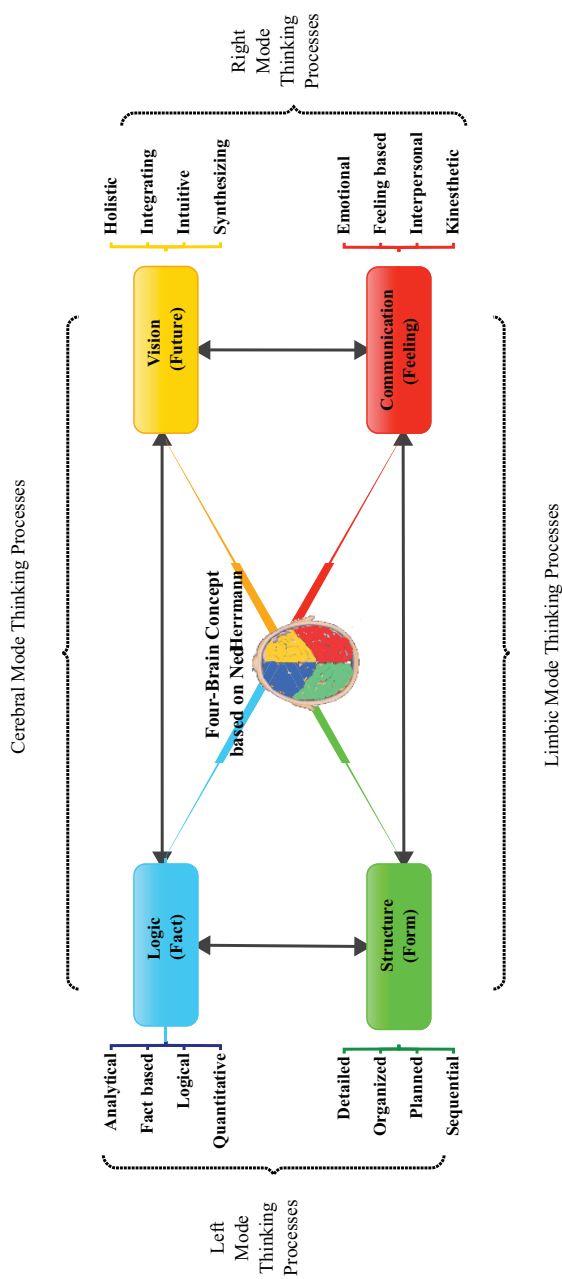 Cerebral Mode Thinking Processes
Left
Mode
Thinking
Processes
Analytical
Fact based
Logical
Quantitative
Logic
(Fact)
Vision
(Future)
Holistic
Integrating
Intuitive
Synthesizing
Right
Mode
Thinking
Processes
Four-Brain Concept
based on Ned Herrmann
Detailed
Organized
Planned
Sequential
Structure
(Form)
Communication
(Feeling)
Emotional
Feeling based
Interpersonal
Kinesthetic
Limbic Mode Thinking Processes